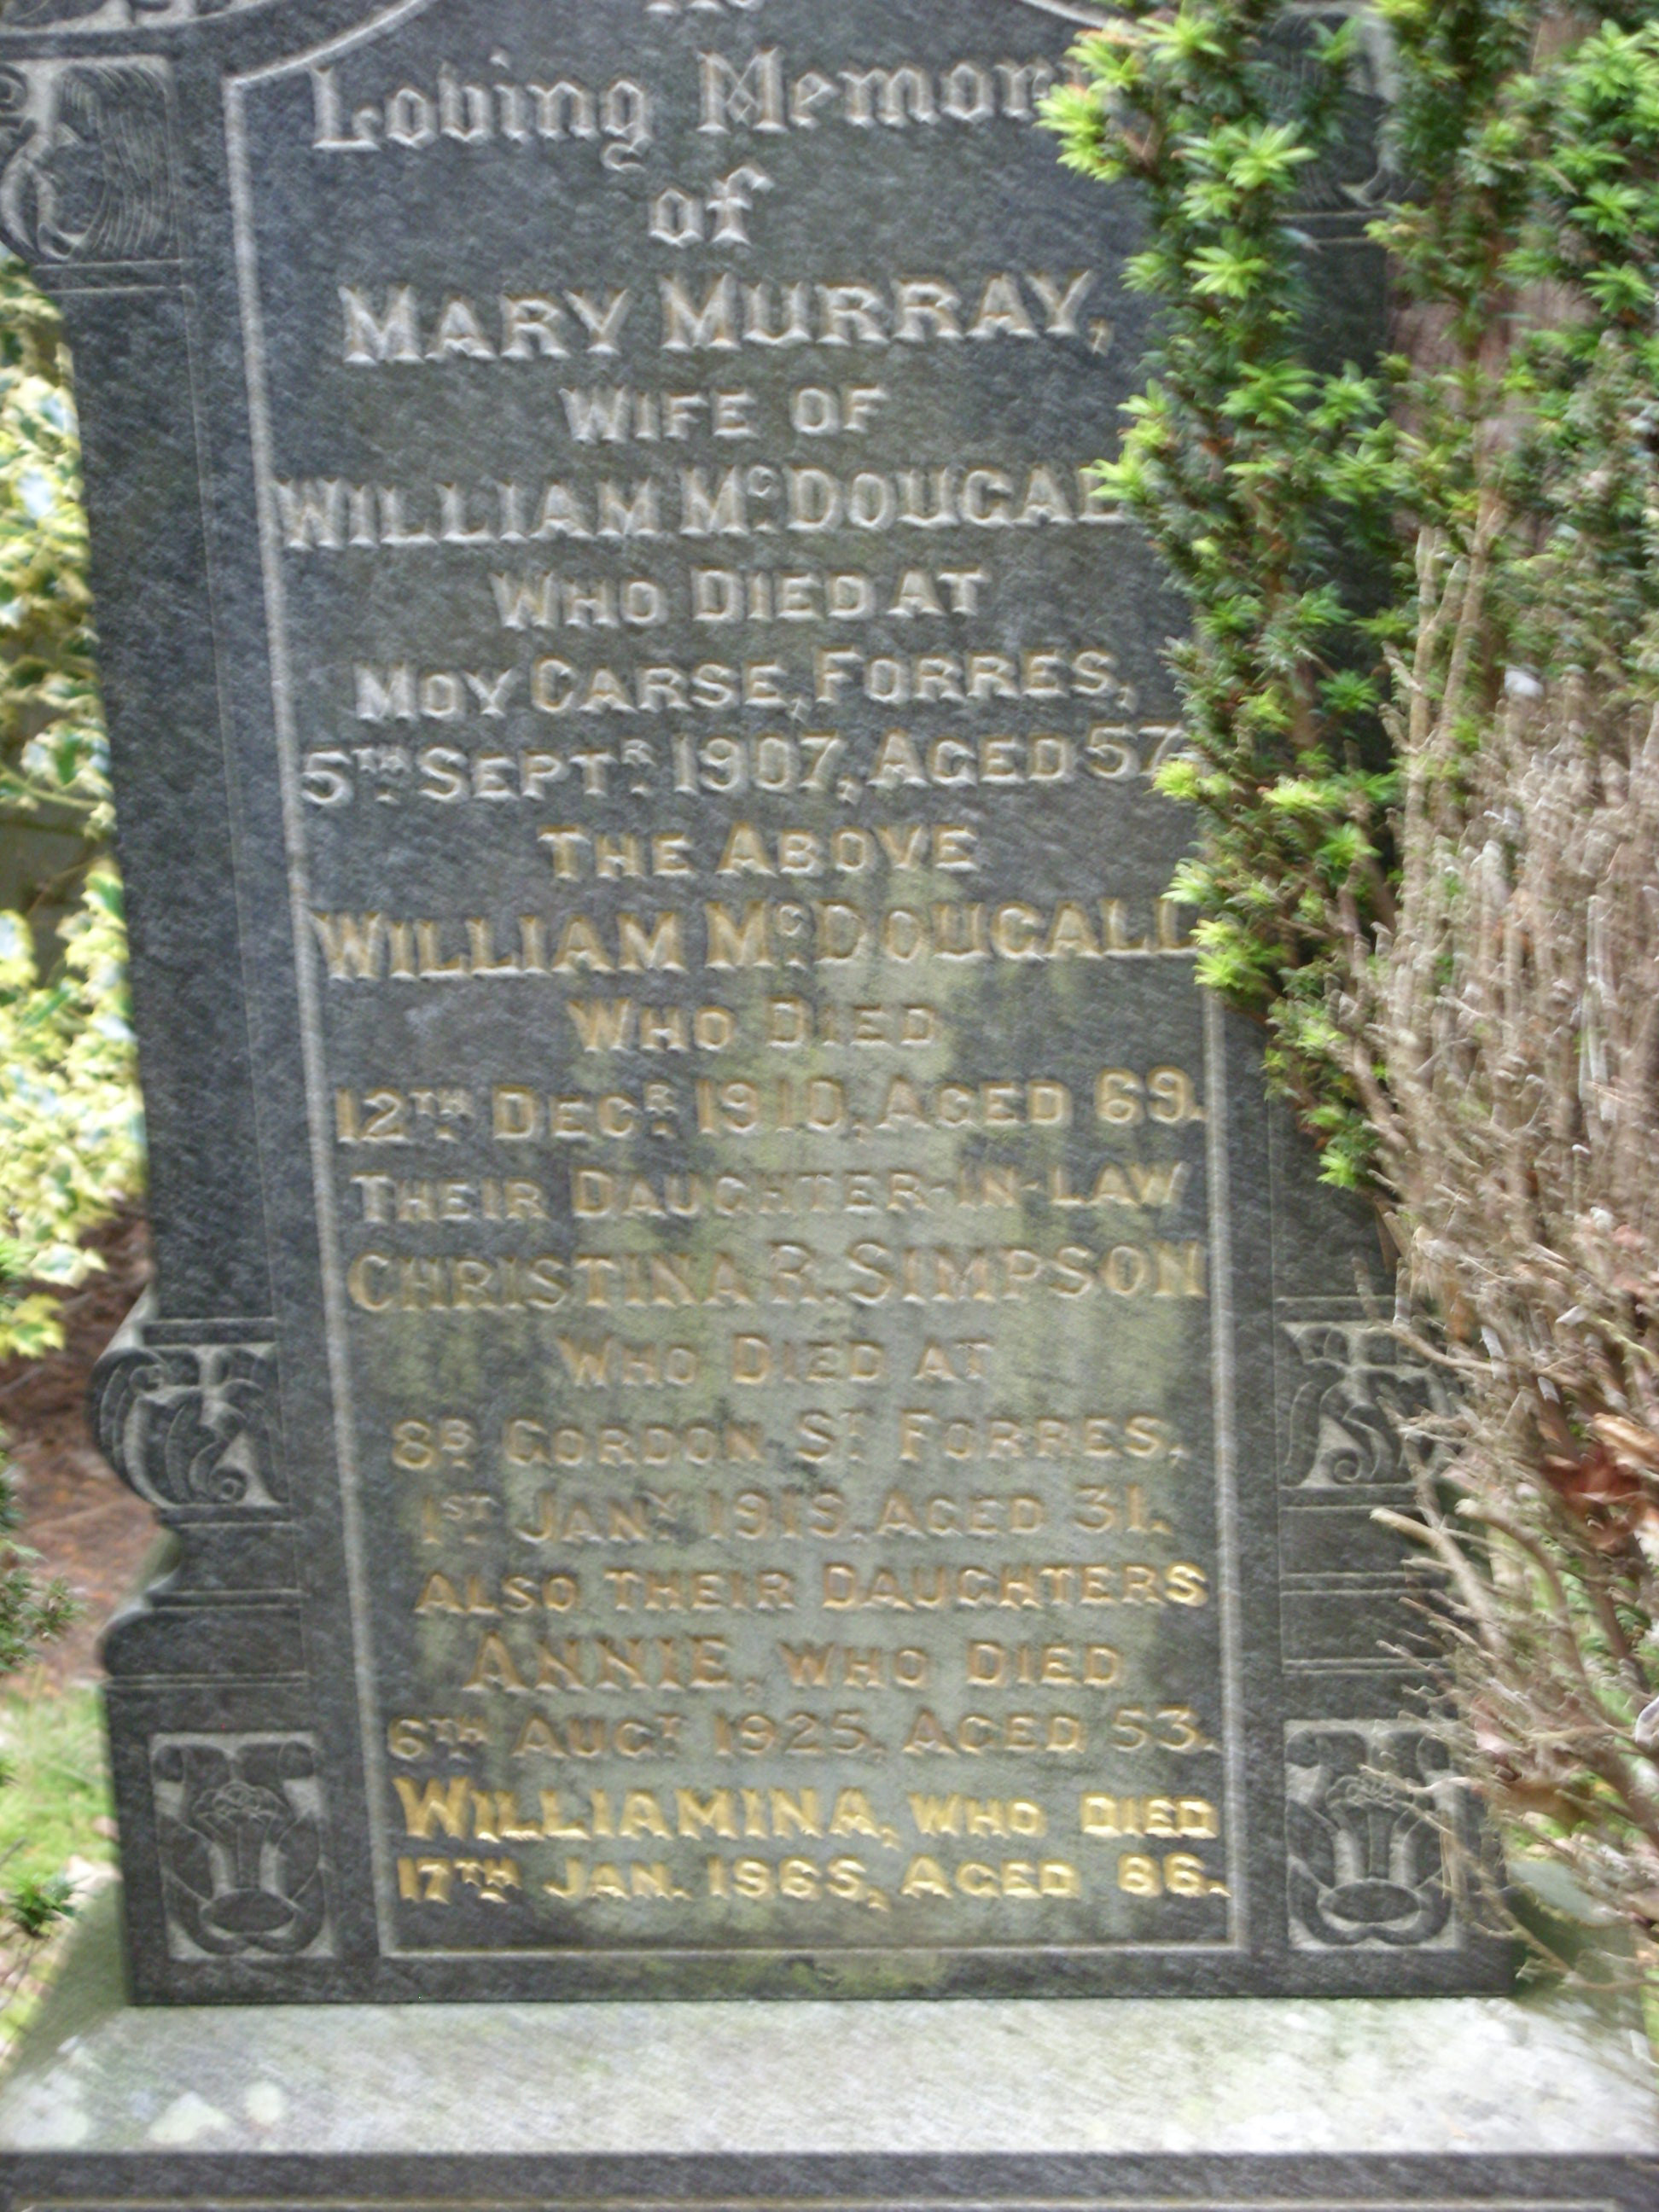 Loving Memory
of
MARY MURRAY,
WIFE OF
WILLIAM McDOUGALL
WHO DIED AT
MOY CARSE, FORRES,
5TH SEPTR 1907, AGED 57.
THE ABOVE
WILLIAM McDOUGALL
WHO DIED
12TH DECR 1910, AGED 69.
THEIR DAUGHTER-IN-LAW
CHRISTINA R. SIMPSON
WHO DIED AT
8B GORDON ST FORRES,
1ST JANY AGED 31.
ALSO THEIR DAUGHTERS
ANNIE, WHO DIED
6TH AUGT 1925, AGED 53.
WILLIAMINA, WHO DIED
17TH JAN. 1965, AGED 86.